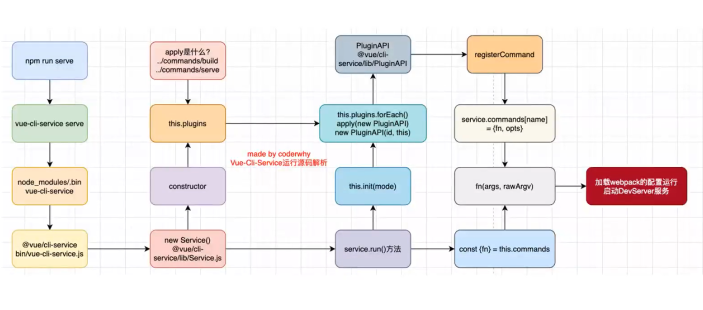 npm run serve
vue-cli-service serve
node_modules/.bin
vue-cli-service
@vue/cli-service
bin/vue-cli-service.js
apply是什么?
../commands/build
../commands/serve
this.plugins
constructor
new Service()
@vue/cli-
service/lib/Service.js
made by coderwhy
Vue-Cli-Service运行源码解析
PluginAPI
@vue/cli-
service/lib/PluginAPI
this.plugins.forEach()
apply(new PluginAPI)
new PluginAPI(id, this)
this.init(mode)
service.run()方法
registerCommand
service.commands[name]
= {fn, opts}
fn(args, rawArgv)
const {fn} = this.commands
加载webpack的配置运行
启动DevServer服务